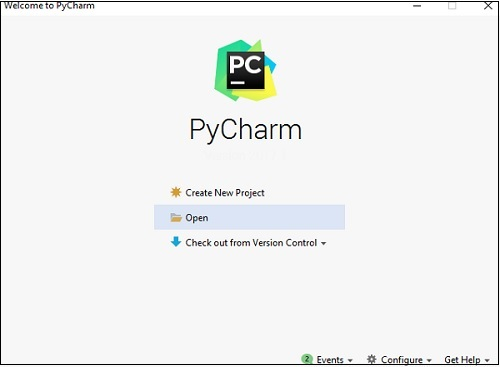 Welcome to PyCharm
PC
PyCharm
Create New Project
Open
Check out from Version Control
2 Events Configure Get Help